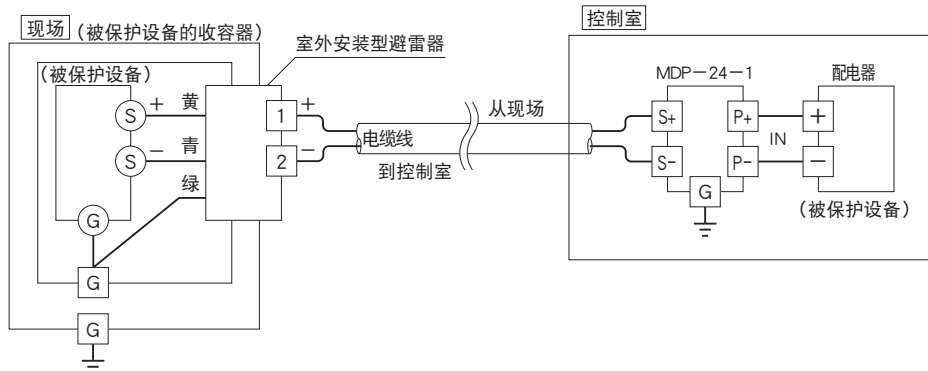 现场 (被保护设备的收容器)
控制室
室外安装型避雷器
(被保护设备)
MDP-24-1
配电器
S + 黄
1 +
从现场
S+ P+ +
电缆线
IN
S - 青
2 -
到控制室
S- P- -
绿
G
G
(被保护设备)
G
G